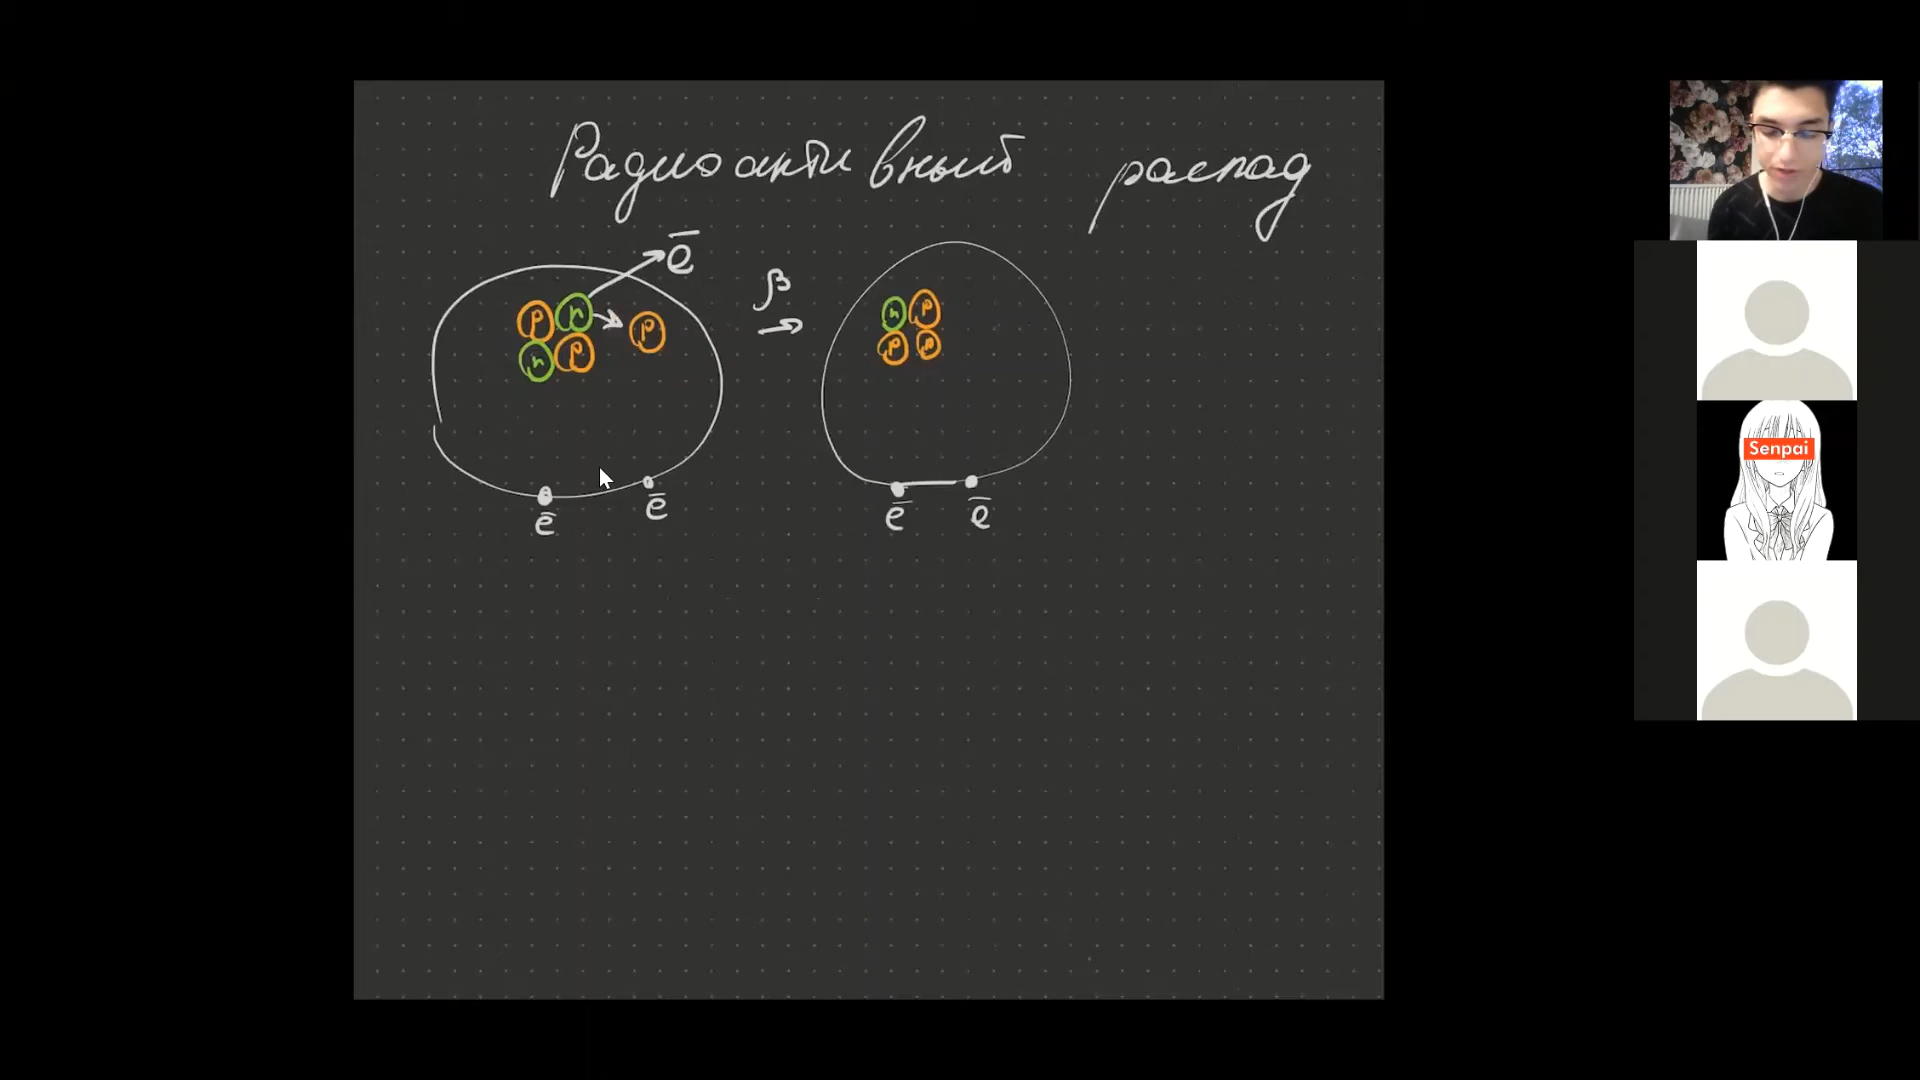 Радиоактивный распад
e̅
β
p n p
n p
n p
p p
e̅ e̅
e̅ e̅
Senpai